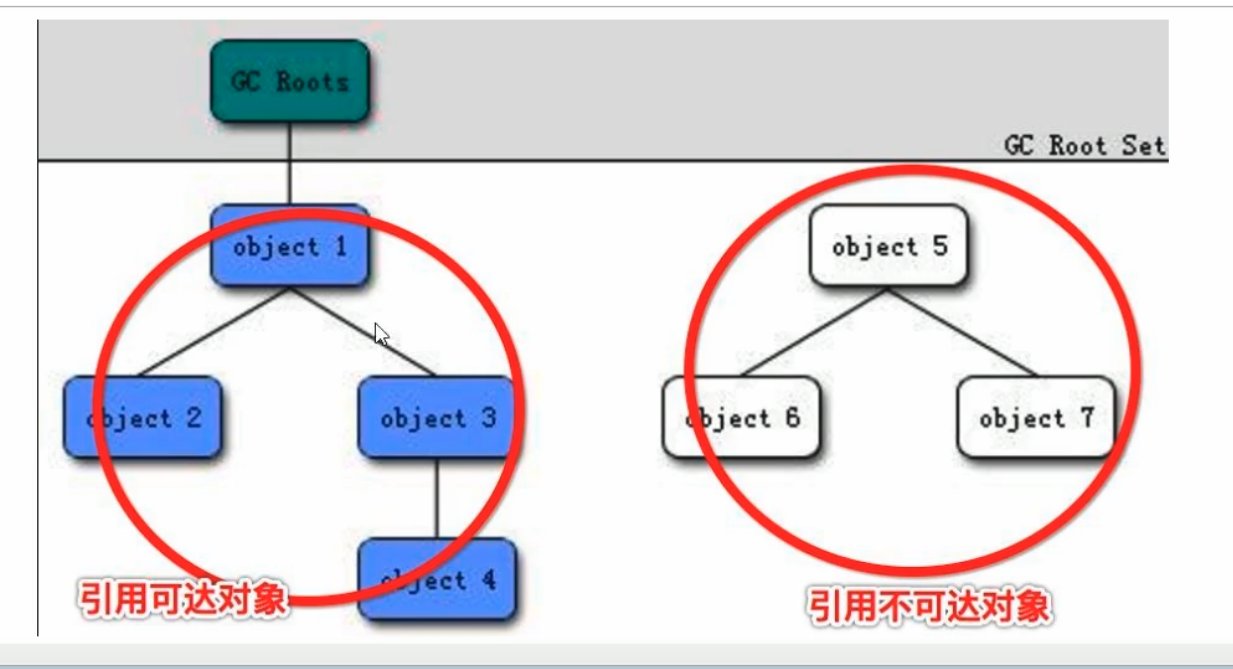 GC Roots
GC Root Set
object 1
object 5
object 2
object 3
object 6
object 7
object 4
引用可达对象
引用不可达对象